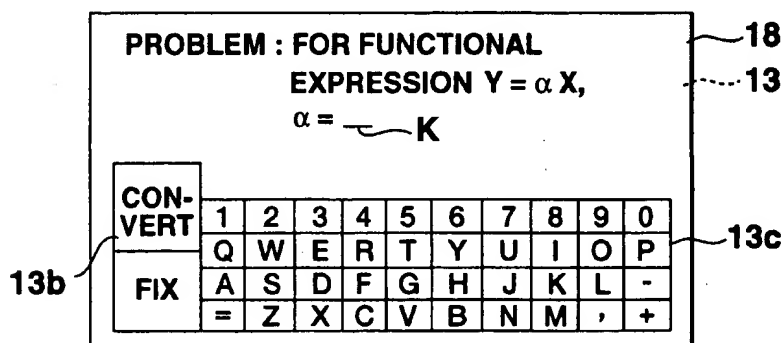 PROBLEM : FOR FUNCTIONAL
EXPRESSION Y = α X,
α = __ K
18
13
CON-
VERT
FIX
1 2 3 4 5 6 7 8 9 0
Q W E R T Y U I O P
A S D F G H J K L -
= Z X C V B N M , +
13b
13c